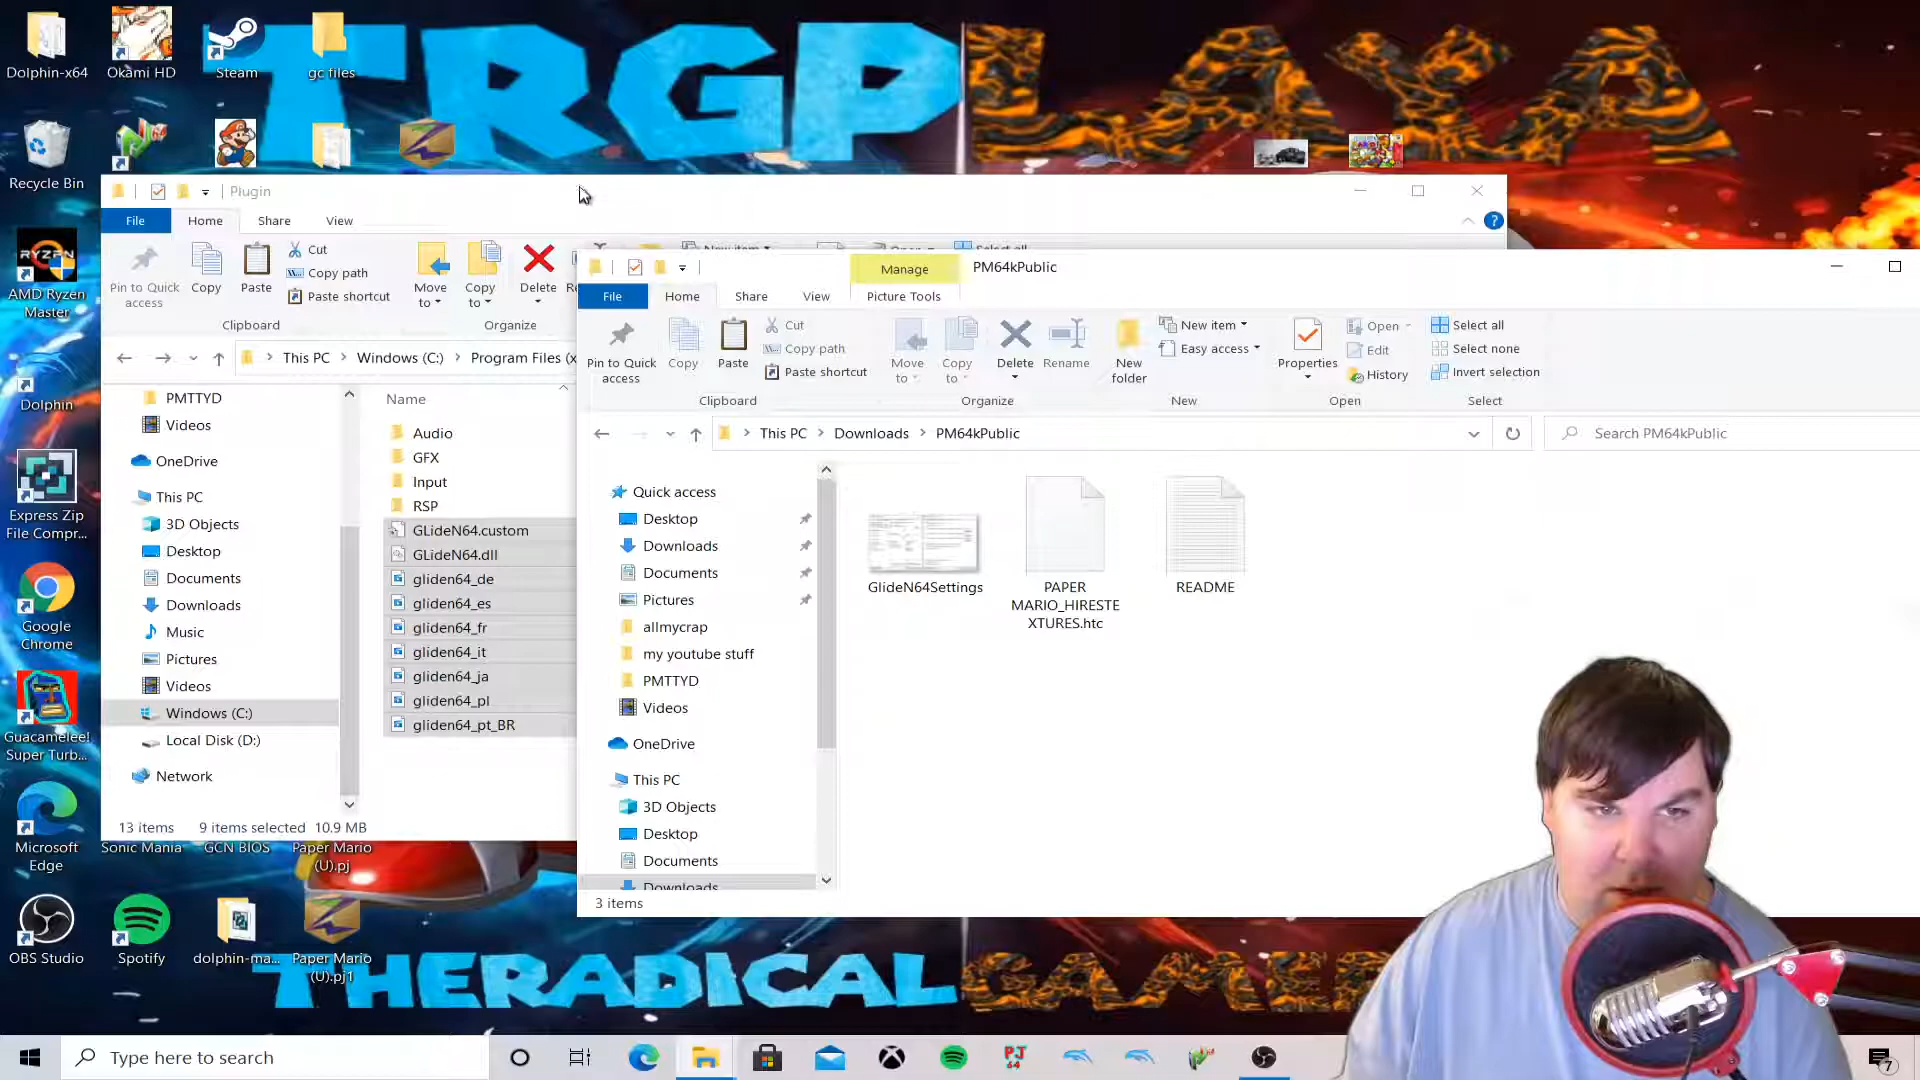 TRGPLAYA
Dolphin-x64
Okami HD
Steam
gc files
Recycle Bin
RYZEN
AMD Ryzen
Master
Dolphin
Express Zip
File Compr...
Google
Chrome
Guacamelee!
Super Turb...
Microsoft
Edge
Sonic Mania
GCN BIOS
Paper Mario
(U).pj
OBS Studio
Spotify
dolphin-ma...
Paper Mario
(U).pj1
THERADICALGAMER
Plugin
File
Home
Share
View
Pin to Quick
access
Copy
Paste
Cut
Copy path
Paste shortcut
Clipboard
Move
to
Copy
to
Delete
Organize
New item
Select all
This PC
Windows (C:)
Program Files (x
PMTTYD
Videos
OneDrive
This PC
3D Objects
Desktop
Documents
Downloads
Music
Pictures
Videos
Windows (C:)
Local Disk (D:)
Network
Name
Audio
GFX
Input
RSP
GLideN64.custom
GLideN64.dll
gliden64_de
gliden64_es
gliden64_fr
gliden64_it
gliden64_ja
gliden64_pl
gliden64_pt_BR
13 items
9 items selected
10.9 MB
Manage
PM64kPublic
File
Home
Share
View
Picture Tools
Pin to Quick
access
Copy
Paste
Cut
Copy path
Paste shortcut
Clipboard
Move
to
Copy
to
Delete
Rename
Organize
New
folder
New item
Easy access
New
Properties
Open
Edit
History
Open
Select all
Select none
Invert selection
Select
This PC
Downloads
PM64kPublic
Search PM64kPublic
Quick access
Desktop
Downloads
Documents
Pictures
allmycrap
my youtube stuff
PMTTYD
Videos
OneDrive
This PC
3D Objects
Desktop
Documents
Downloads
GlideN64Settings
PAPER
MARIO_HIRESTE
XTURES.htc
README
3 items
Type here to search
PJ
64
7